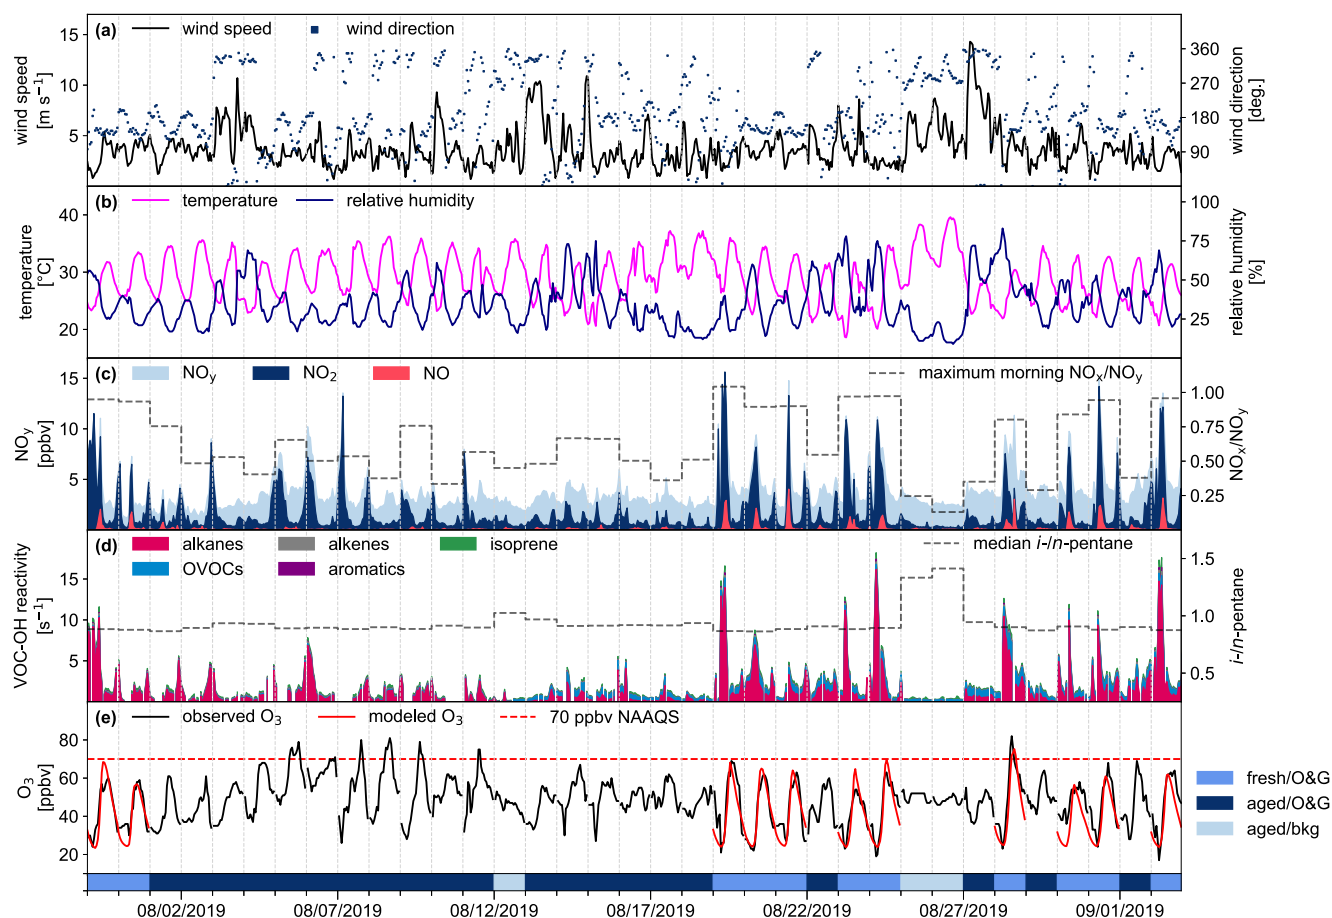 (a) wind speed wind direction
15
10
5
wind speed
[m s⁻¹]
360
270
180
90
wind direction
[deg.]
(b) temperature relative humidity
40
30
20
temperature
[°C]
100
75
50
25
relative humidity
[%]
(c) NOy NO₂ NO maximum morning NOₓ/NOy
15
10
5
NOy
[ppbv]
1.00
0.75
0.50
0.25
NOₓ/NOy
(d) alkanes alkenes isoprene median i-/n-pentane
OVOCs aromatics
15
10
5
VOC-OH reactivity
[s⁻¹]
1.5
1.0
0.5
i-/n-pentane
(e) observed O₃ modeled O₃ 70 ppbv NAAQS
80
60
40
20
O₃
[ppbv]
fresh/O&G
aged/O&G
aged/bkg
08/02/2019 08/07/2019 08/12/2019 08/17/2019 08/22/2019 08/27/2019 09/01/2019